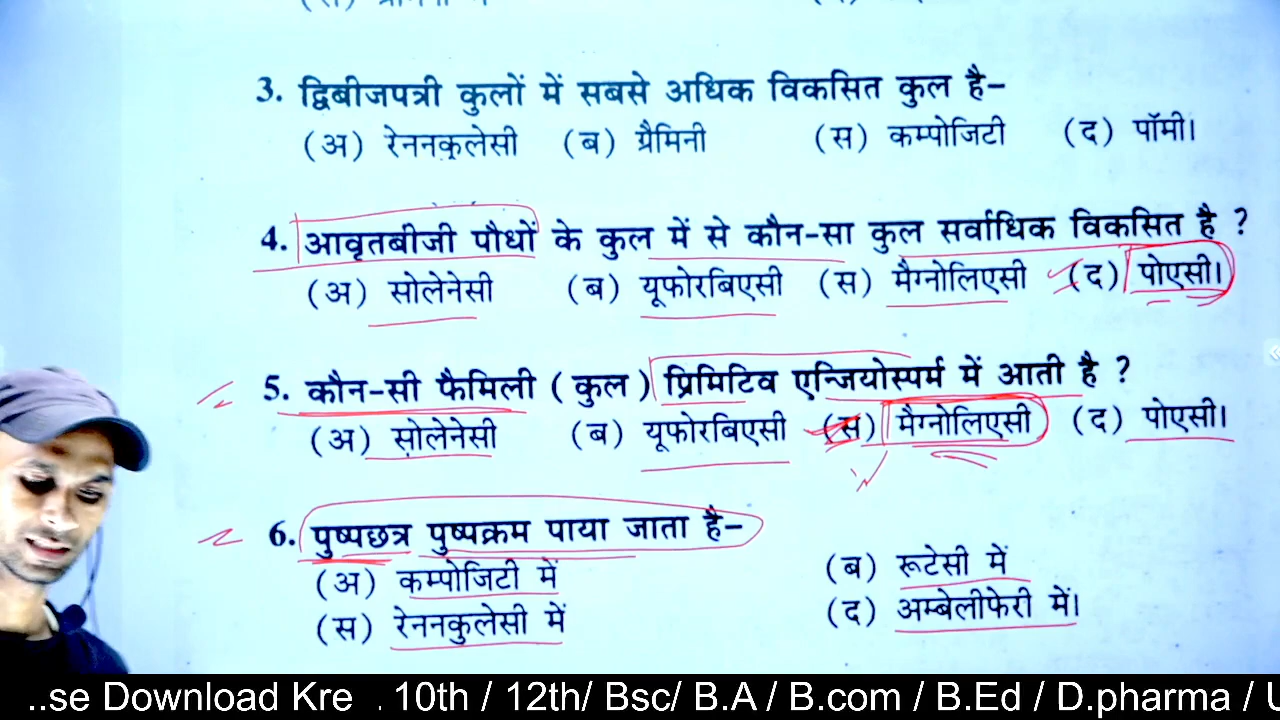 3. द्विबीजपत्री कुलों में सबसे अधिक विकसित कुल है-
(अ) रेननकुलेसी (ब) ग्रैमिनी (स) कम्पोजिटी (द) पॉमी।
4. आवृतबीजी पौधों के कुल में से कौन-सा कुल सर्वाधिक विकसित है ?
(अ) सोलेनेसी (ब) यूफोरबिएसी (स) मैग्नोलिएसी (द) पोएसी।
5. कौन-सी फैमिली ( कुल ) प्रिमिटिव एन्जियोस्पर्म में आती है ?
(अ) सोलेनेसी (ब) यूफोरबिएसी (स) मैग्नोलिएसी (द) पोएसी।
6. पुष्पछत्र पुष्पक्रम पाया जाता है-
(अ) कम्पोजिटी में (ब) रूटेसी में
(स) रेननकुलेसी में (द) अम्बेलीफेरी में।
..se Download Kre . 10th / 12th/ Bsc/ B.A / B.com / B.Ed / D.pharma / U